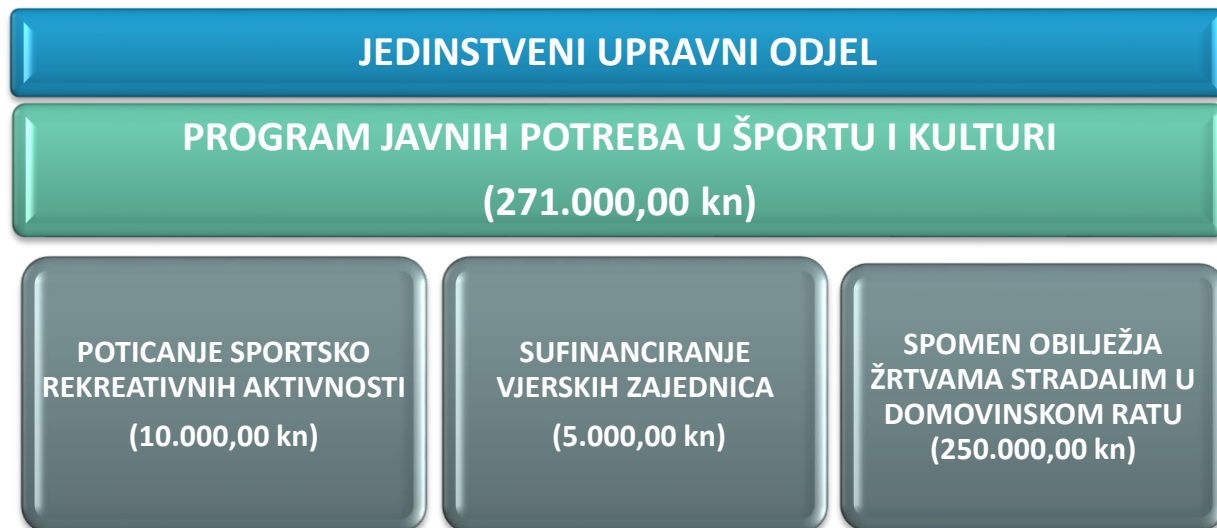 JEDINSTVENI UPRAVNI ODJEL
PROGRAM JAVNIH POTREBA U ŠPORTU I KULTURI
(271.000,00 kn)
POTICANJE SPORTSKO
REKREATIVNIH AKTIVNOSTI
(10.000,00 kn)
SUFINANCIRANJE
VJERSKIH ZAJEDNICA
(5.000,00 kn)
SPOMEN OBILJEŽJA
ŽRTVAMA STRADALIM U
DOMOVINSKOM RATU
(250.000,00 kn)